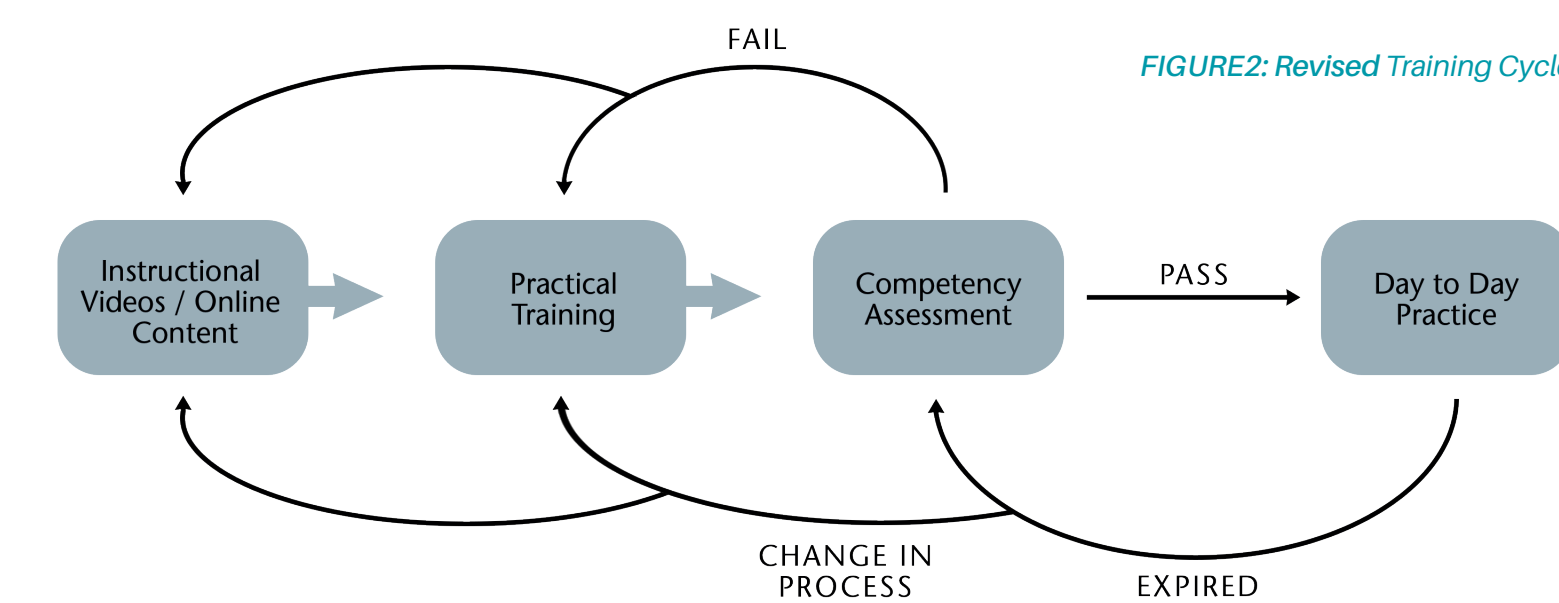 FAIL
FIGURE2: Revised Training Cycle
Instructional
Videos / Online
Content
Practical
Training
Competency
Assessment
PASS
Day to Day
Practice
CHANGE IN
PROCESS
EXPIRED